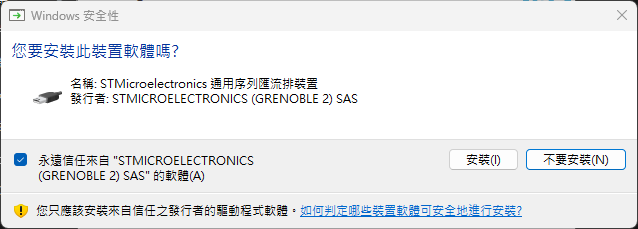 Windows 安全性
您要安裝此裝置軟體嗎?
名稱: STMicroelectronics 通用序列匯流排裝置
發行者: STMICROELECTRONICS (GRENOBLE 2) SAS
永遠信任來自 "STMICROELECTRONICS
(GRENOBLE 2) SAS" 的軟體(A)
安裝(I)
不要安裝(N)
您只應該安裝來自信任之發行者的驅動程式軟體。如何判定哪些裝置軟體可安全地進行安裝?